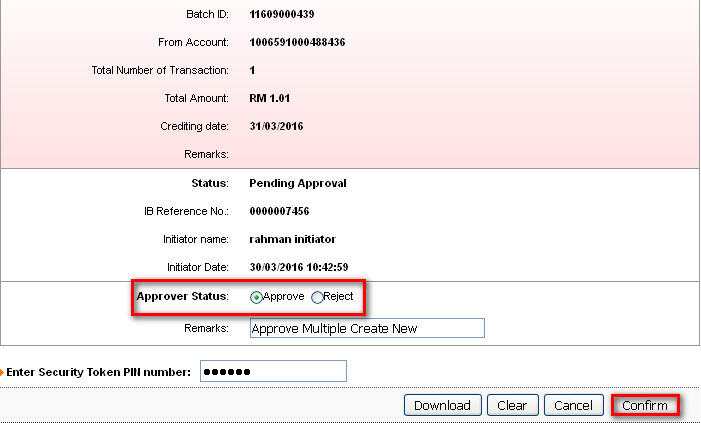 Batch ID: 11609000439
From Account: 1006591000488436
Total Number of Transaction: 1
Total Amount: RM 1.01
Crediting date: 31/03/2016
Remarks:
Status: Pending Approval
IB Reference No.: 0000007456
Initiator name: rahman initiator
Initiator Date: 30/03/2016 10:42:59
Approver Status: Approve Reject
Remarks: Approve Multiple Create New
Enter Security Token PIN number: ●●●●●●
Download Clear Cancel Confirm